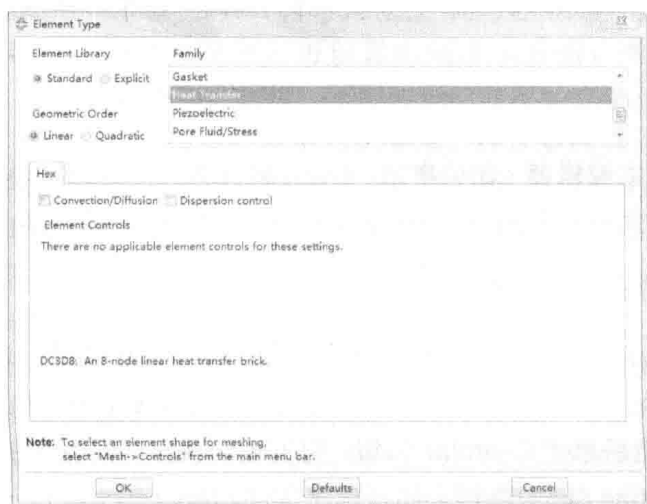 Element Type
Element Library
Family
Standard Explicit
Gasket
Heat Transfer
Geometric Order
Piezoelectric
Linear Quadratic
Pore Fluid/Stress
Hex
Convection/Diffusion Dispersion control
Element Controls
There are no applicable element controls for these settings.
DC3D8: An 8-node linear heat transfer brick.
Note: To select an element shape for meshing,
select "Mesh->Controls" from the main menu bar.
OK Defaults Cancel